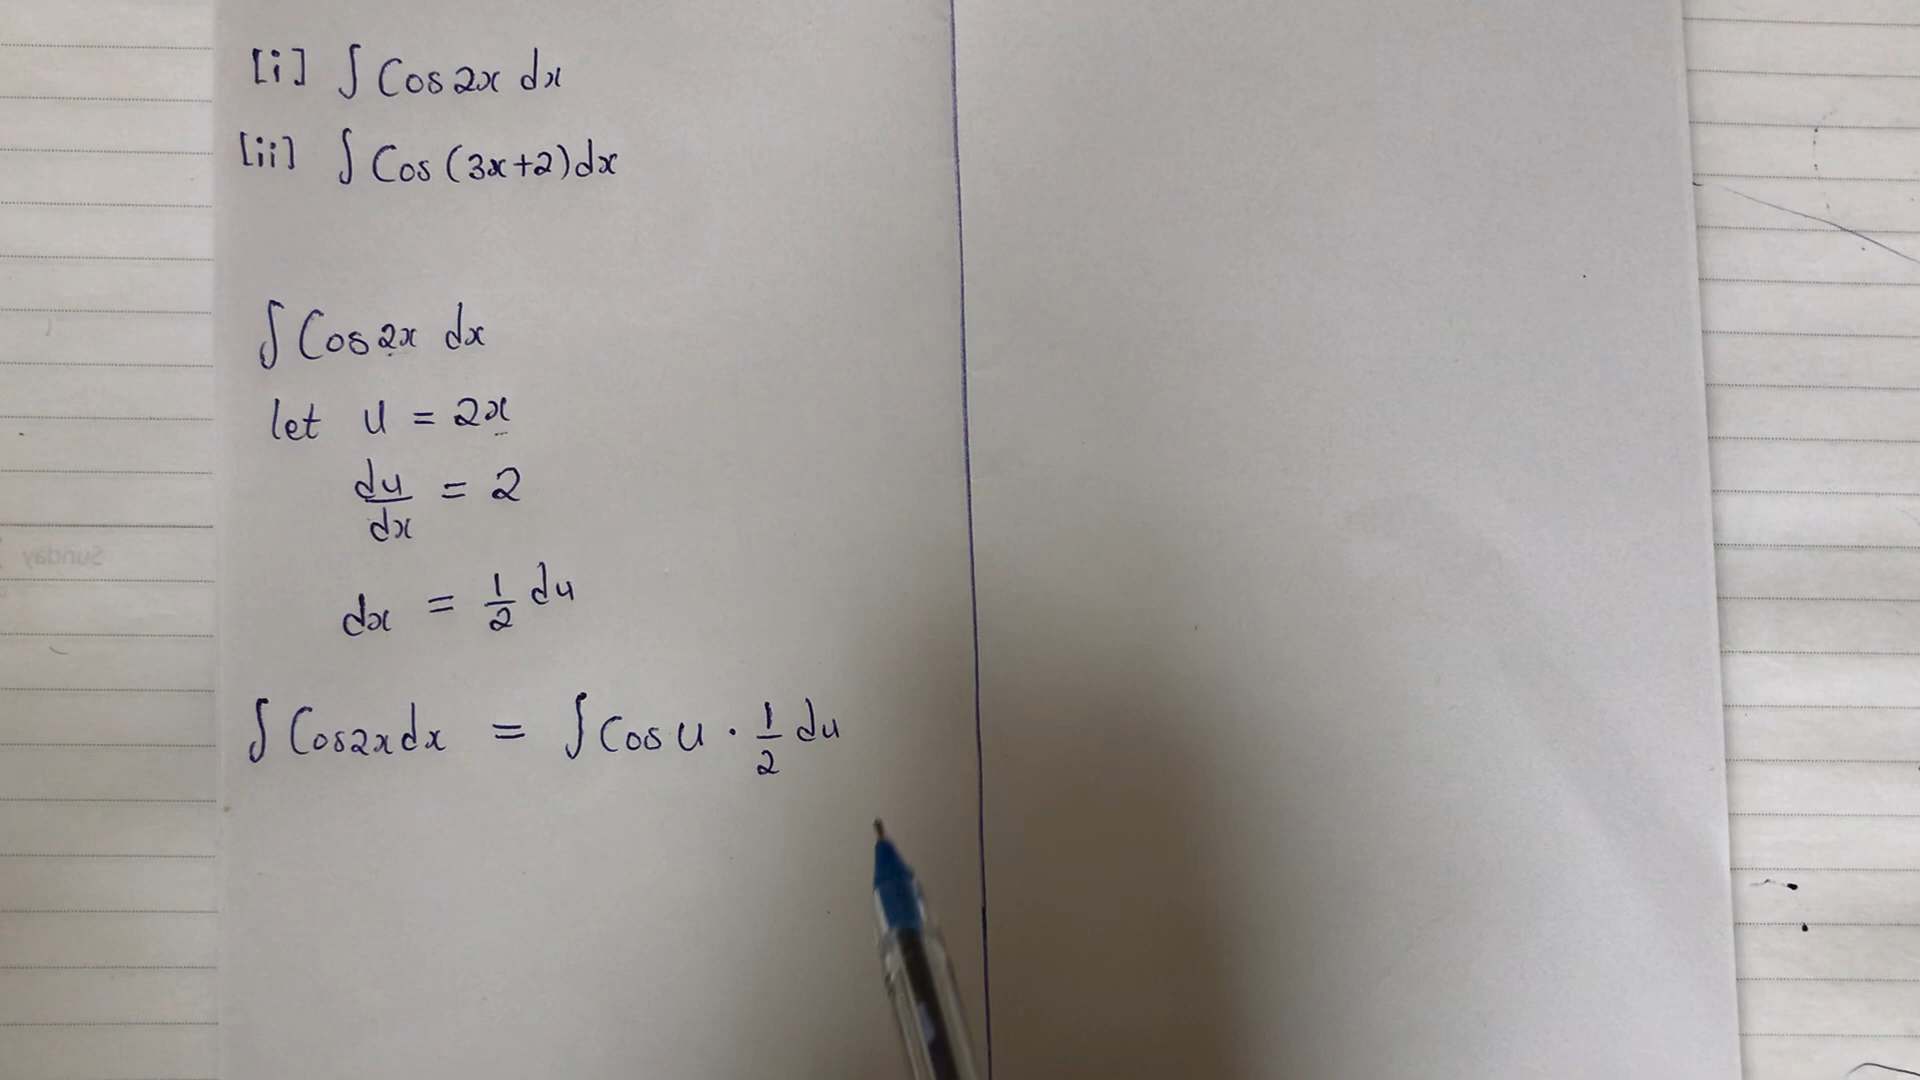 [i] ∫ Cos 2x dx
[ii] ∫ Cos (3x+2) dx
∫ Cos 2x dx
let u = 2x
du/dx = 2
dx = 1/2 du
∫ Cos2x dx = ∫ Cos u · 1/2 du
Sunday